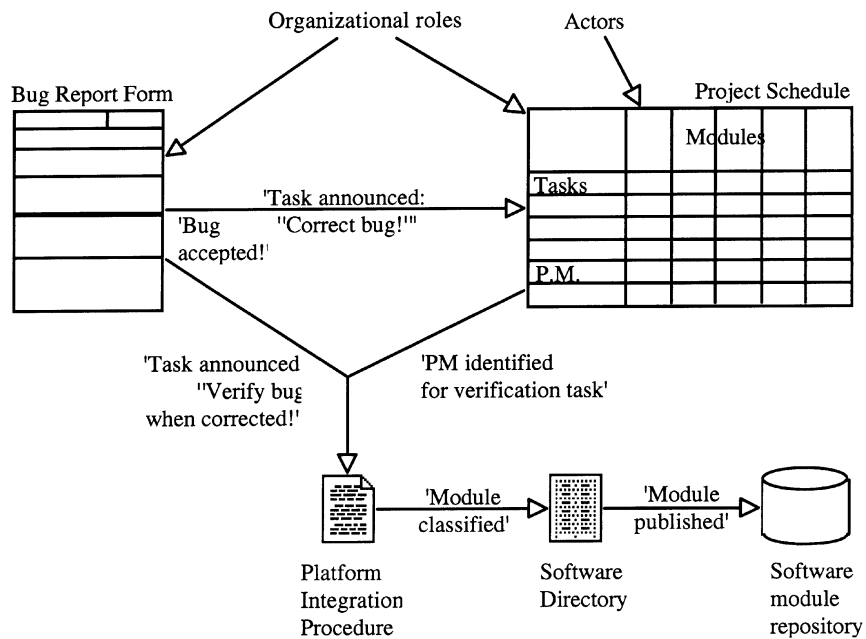 Organizational roles
Actors
Bug Report Form
Project Schedule
Modules
Tasks
'Task announced:
"Correct bug!"'
'Bug
accepted!'
P.M.
'Task announced
"Verify bug
when corrected!'
'PM identified
for verification task'
'Module
classified'
'Module
published'
Platform
Integration
Procedure
Software
Directory
Software
module
repository